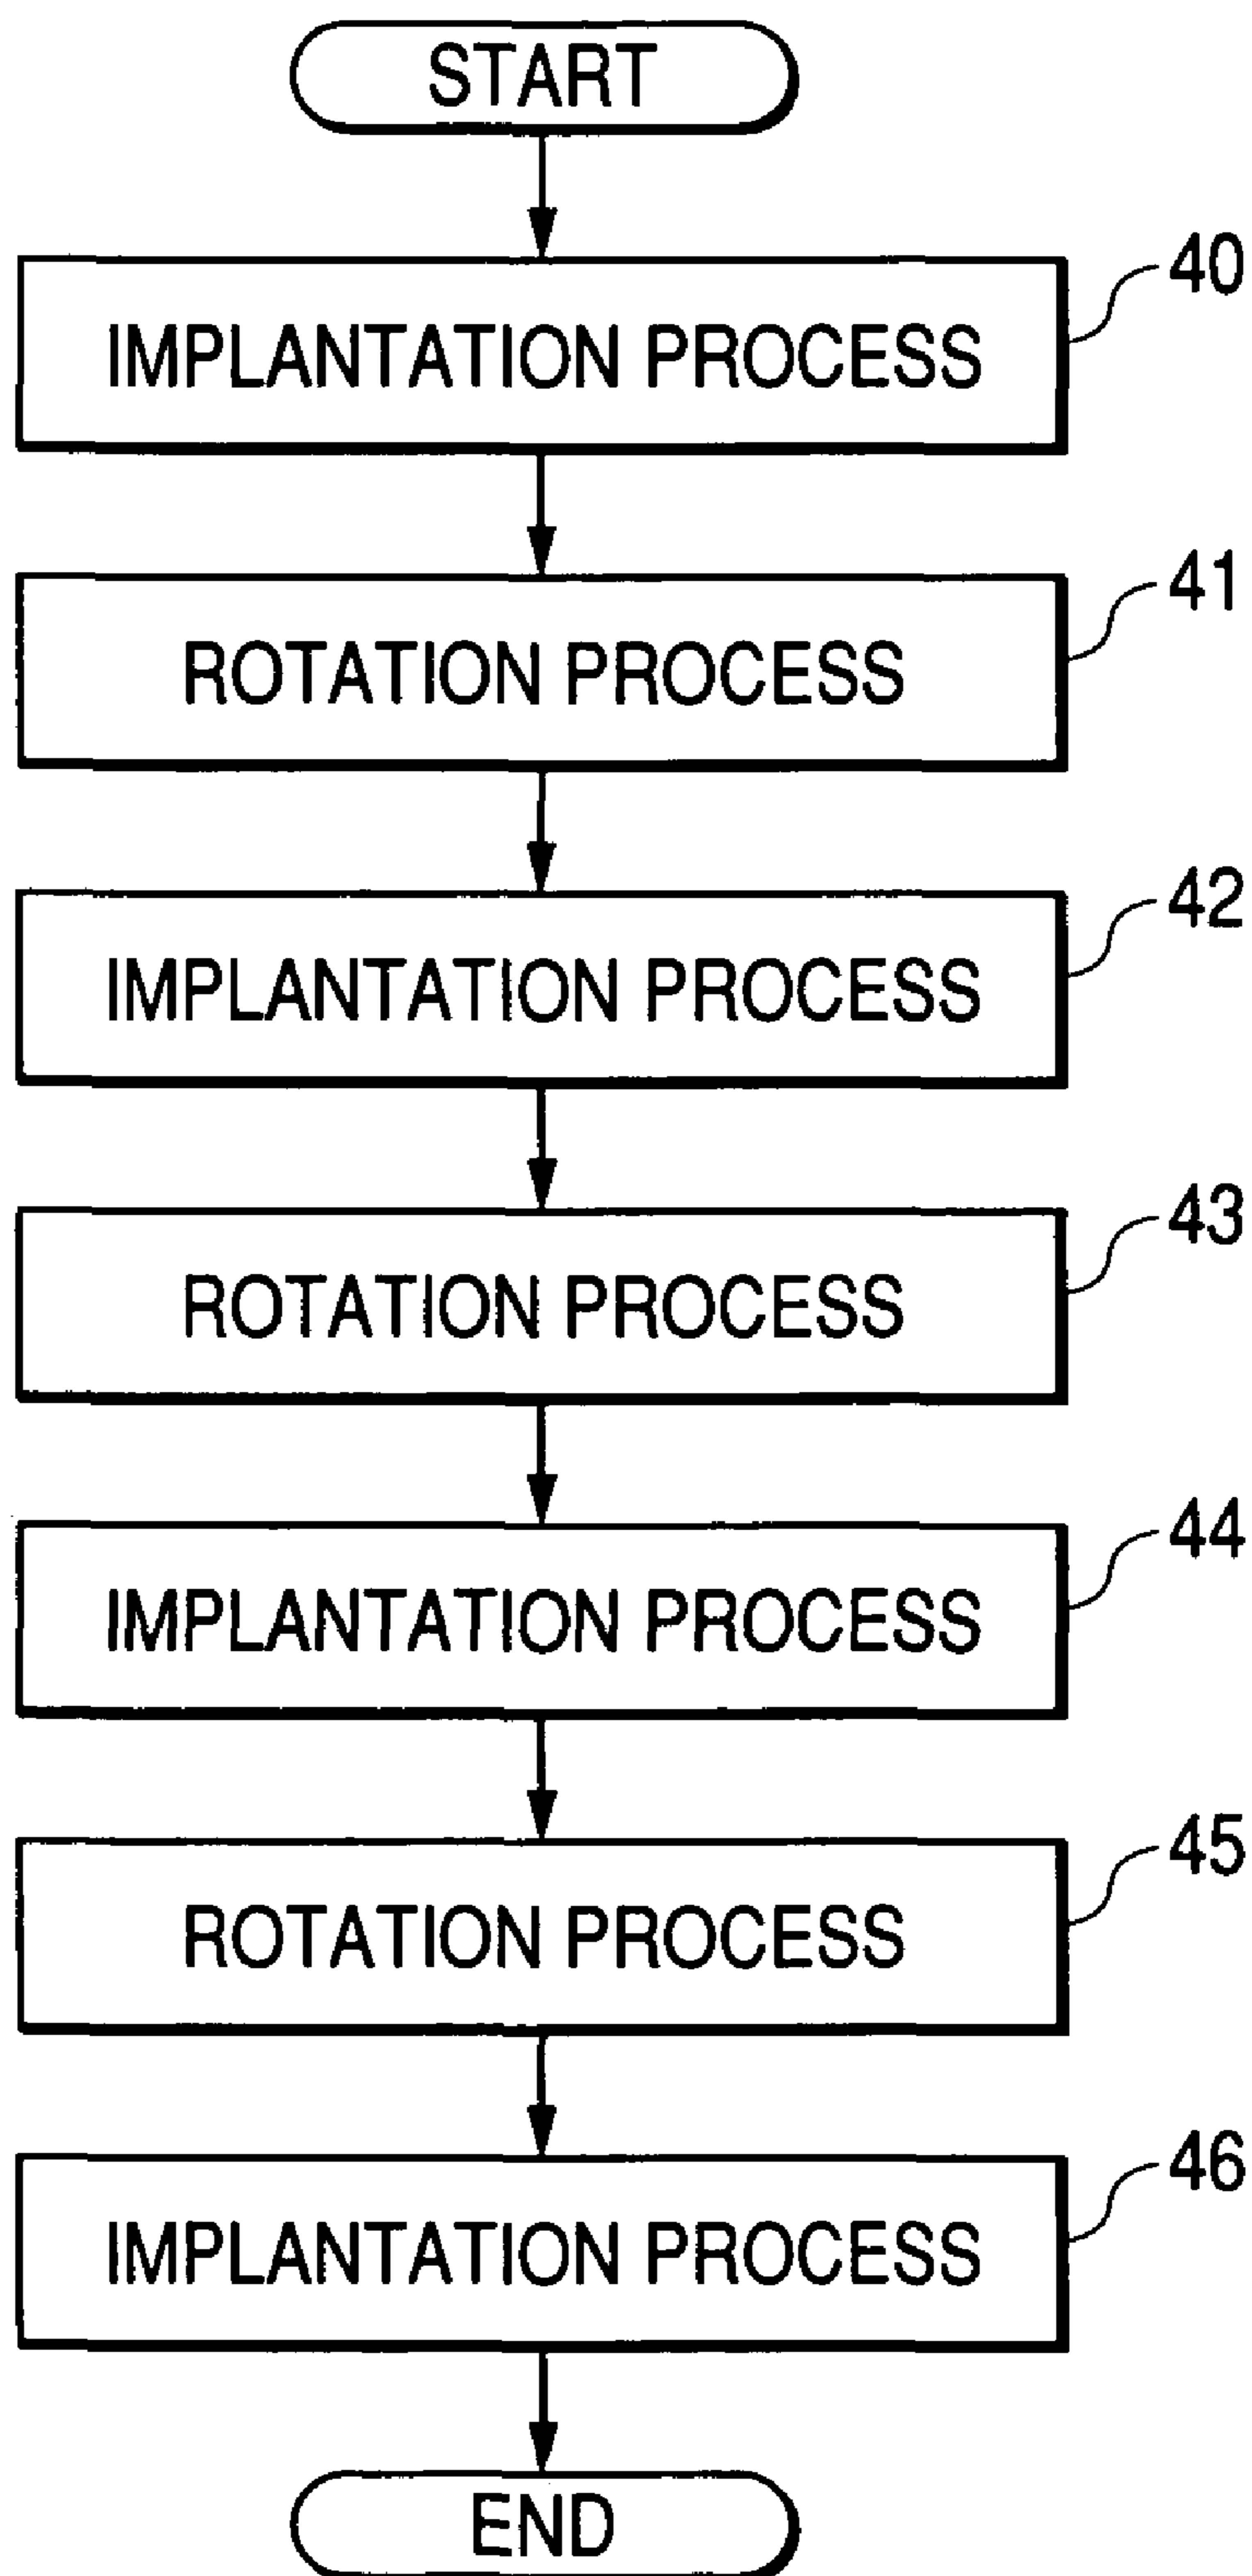 START
IMPLANTATION PROCESS
40
ROTATION PROCESS
41
IMPLANTATION PROCESS
42
ROTATION PROCESS
43
IMPLANTATION PROCESS
44
ROTATION PROCESS
45
IMPLANTATION PROCESS
46
END